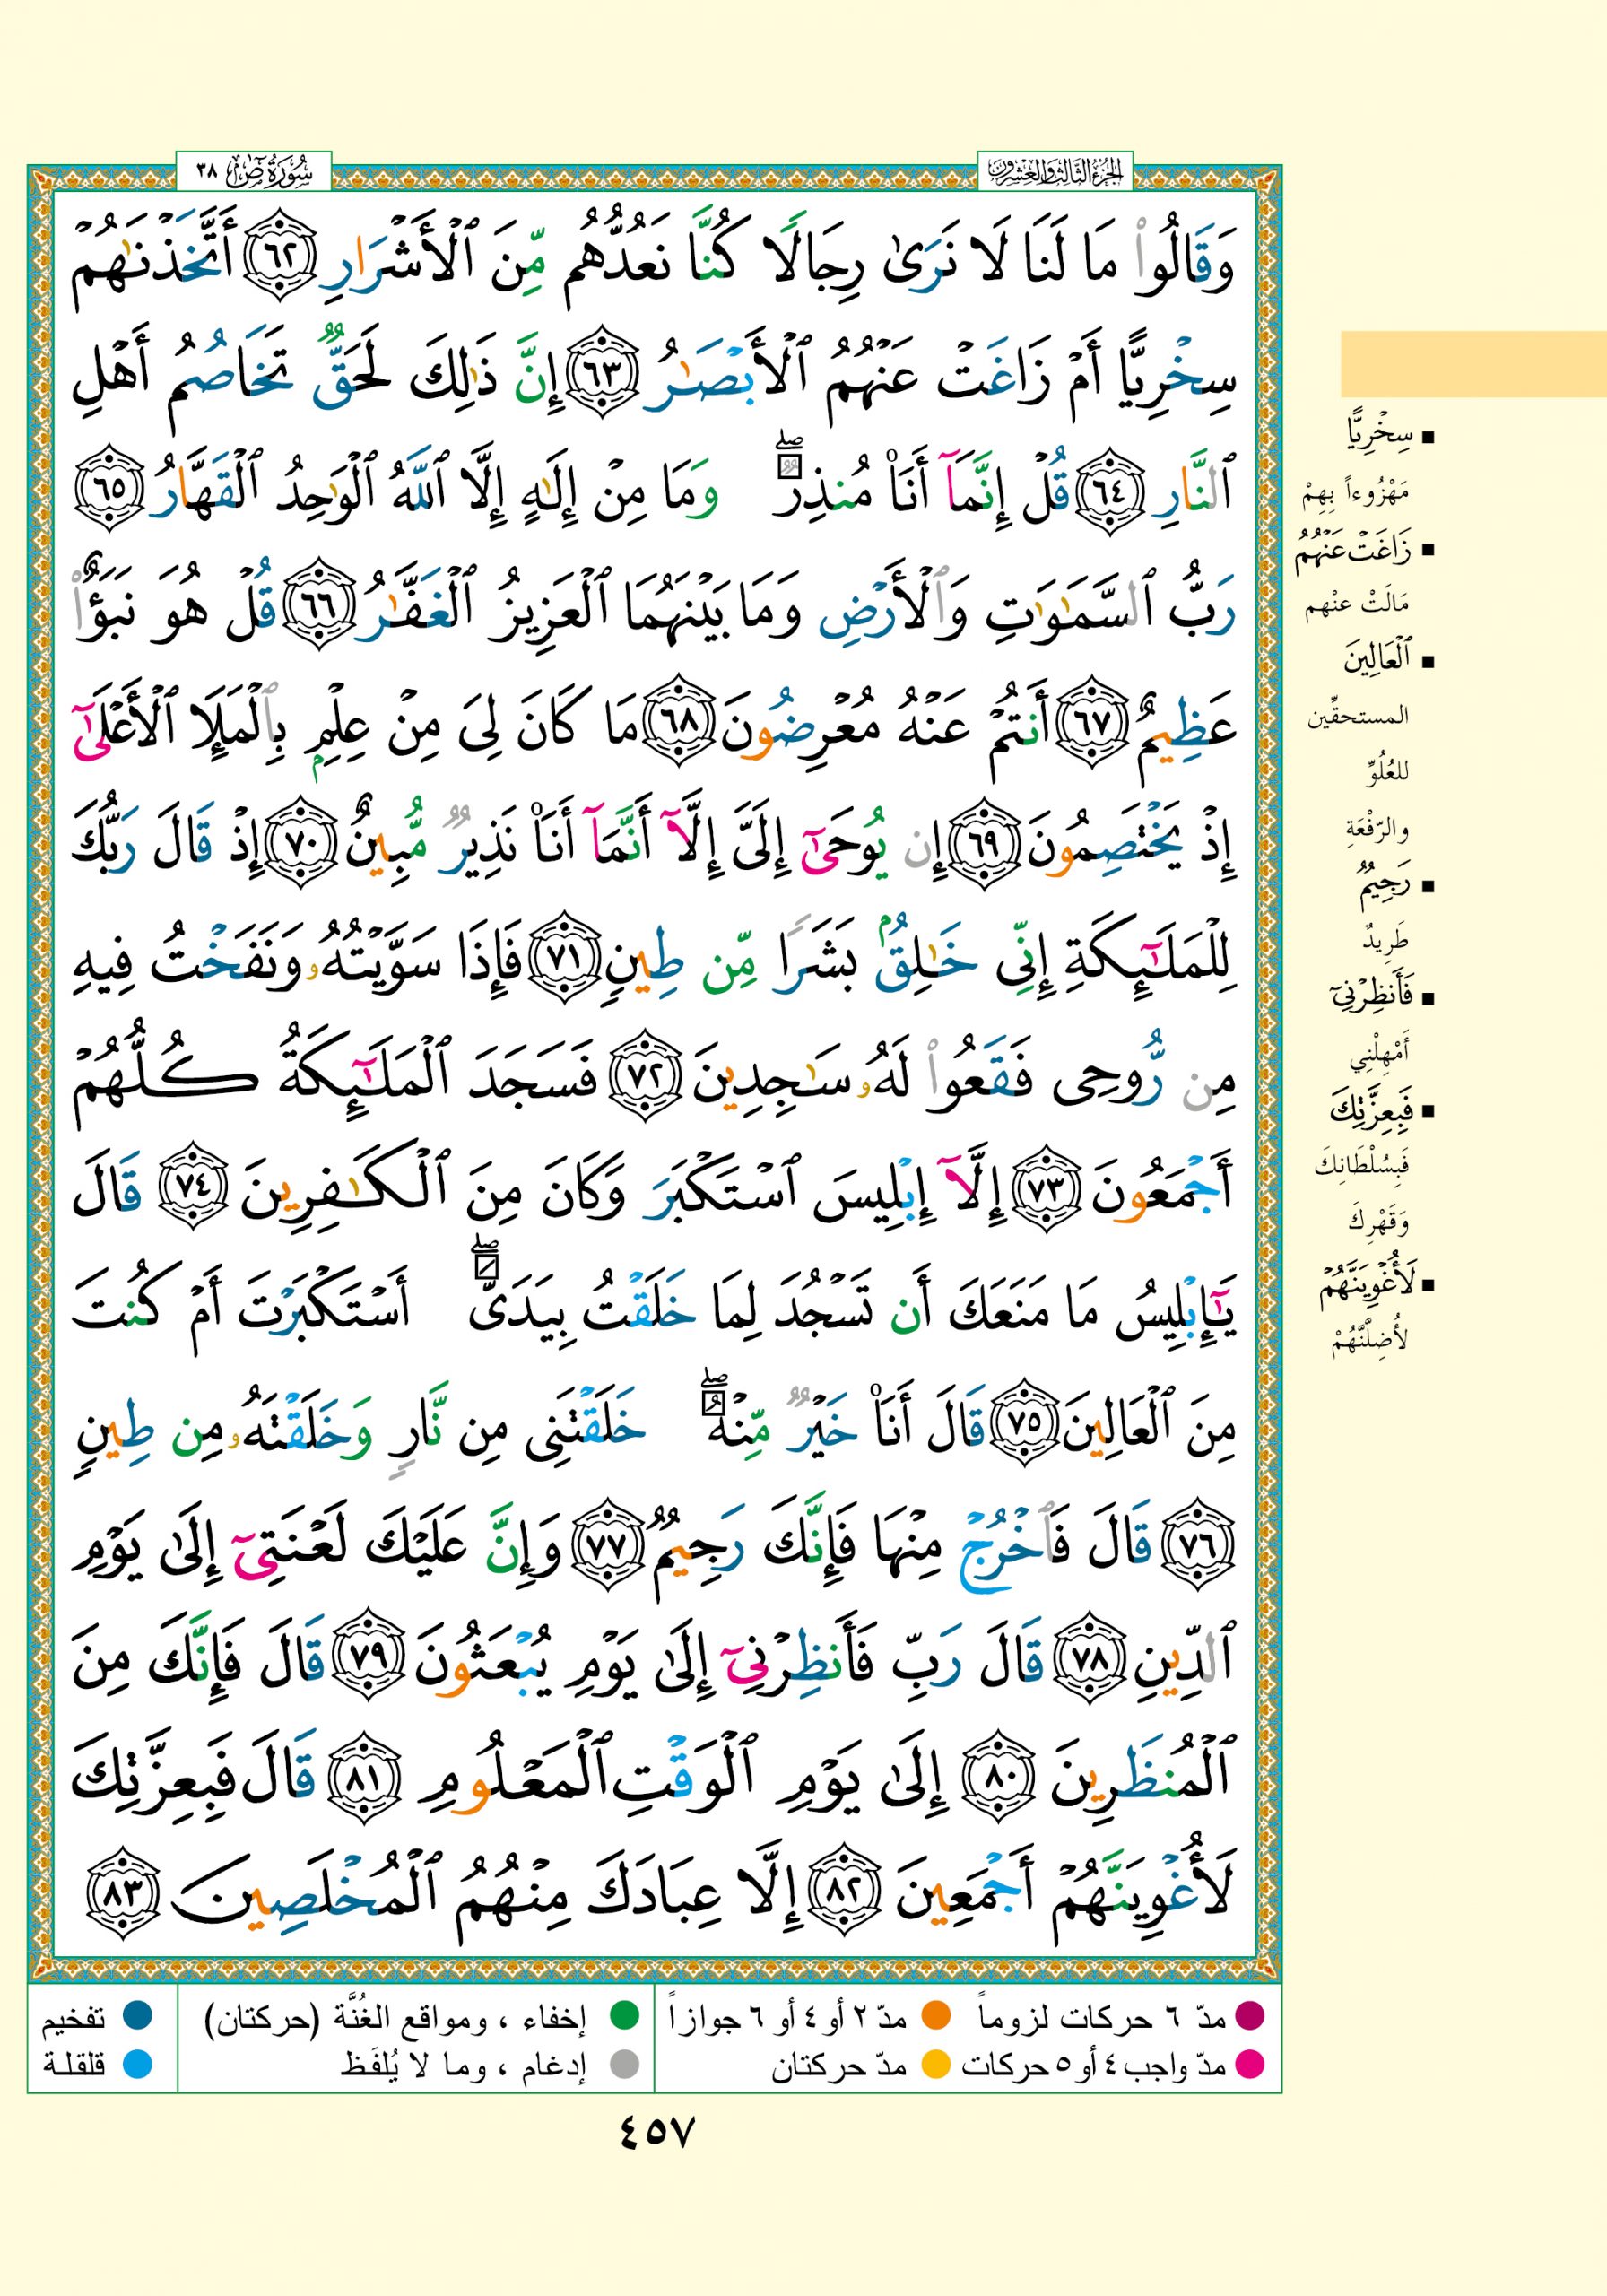 الجزء الثالث والعشرون
سُورَةُ صٓ ٣٨
وَقَالُوا۟ مَا لَنَا لَا نَرَىٰ رِجَالًا كُنَّا نَعُدُّهُم مِّنَ ٱلْأَشْرَارِ ٦٢ أَتَّخَذْنَٰهُمْ
سِخْرِيًّا أَمْ زَاغَتْ عَنْهُمُ ٱلْأَبْصَٰرُ ٦٣ إِنَّ ذَٰلِكَ لَحَقٌّ تَخَاصُمُ أَهْلِ
ٱلنَّارِ ٦٤ قُلْ إِنَّمَآ أَنَا۠ مُنذِرٌ ۖ وَمَا مِنْ إِلَٰهٍ إِلَّا ٱللَّهُ ٱلْوَٰحِدُ ٱلْقَهَّارُ ٦٥
رَبُّ ٱلسَّمَٰوَٰتِ وَٱلْأَرْضِ وَمَا بَيْنَهُمَا ٱلْعَزِيزُ ٱلْغَفَّٰرُ ٦٦ قُلْ هُوَ نَبَؤٌا۟
عَظِيمٌ ٦٧ أَنتُمْ عَنْهُ مُعْرِضُونَ ٦٨ مَا كَانَ لِىَ مِنْ عِلْمٍۭ بِٱلْمَلَإِ ٱلْأَعْلَىٰٓ
إِذْ يَخْتَصِمُونَ ٦٩ إِن يُوحَىٰٓ إِلَىَّ إِلَّآ أَنَّمَآ أَنَا۠ نَذِيرٌ مُّبِينٌ ٧٠ إِذْ قَالَ رَبُّكَ
لِلْمَلَٰٓئِكَةِ إِنِّى خَٰلِقٌۢ بَشَرًا مِّن طِينٍ ٧١ فَإِذَا سَوَّيْتُهُۥ وَنَفَخْتُ فِيهِ
مِن رُّوحِى فَقَعُوا۟ لَهُۥ سَٰجِدِينَ ٧٢ فَسَجَدَ ٱلْمَلَٰٓئِكَةُ كُلُّهُمْ
أَجْمَعُونَ ٧٣ إِلَّآ إِبْلِيسَ ٱسْتَكْبَرَ وَكَانَ مِنَ ٱلْكَٰفِرِينَ ٧٤ قَالَ
يَٰٓإِبْلِيسُ مَا مَنَعَكَ أَن تَسْجُدَ لِمَا خَلَقْتُ بِيَدَىَّ ۖ أَسْتَكْبَرْتَ أَمْ كُنتَ
مِنَ ٱلْعَالِينَ ٧٥ قَالَ أَنَا۠ خَيْرٌ مِّنْهُ ۖ خَلَقْتَنِى مِن نَّارٍ وَخَلَقْتَهُۥ مِن طِينٍ
٧٦ قَالَ فَٱخْرُجْ مِنْهَا فَإِنَّكَ رَجِيمٌ ٧٧ وَإِنَّ عَلَيْكَ لَعْنَتِىٓ إِلَىٰ يَوْمِ
ٱلدِّينِ ٧٨ قَالَ رَبِّ فَأَنظِرْنِىٓ إِلَىٰ يَوْمِ يُبْعَثُونَ ٧٩ قَالَ فَإِنَّكَ مِنَ
ٱلْمُنظَرِينَ ٨٠ إِلَىٰ يَوْمِ ٱلْوَقْتِ ٱلْمَعْلُومِ ٨١ قَالَ فَبِعِزَّتِكَ
لَأُغْوِيَنَّهُمْ أَجْمَعِينَ ٨٢ إِلَّا عِبَادَكَ مِنْهُمُ ٱلْمُخْلَصِينَ ٨٣
■ سِخْرِيًّا
مَهْزُوءاً بِهِمْ
■ زَاغَتْ عَنْهُمُ
مَالَتْ عنْهم
■ ٱلْعَالِينَ
المستحقِّين
للعُلُوِّ
والرّفْعَةِ
■ رَجِيمٌ
طَرِيدٌ
■ فَأَنظِرْنِىٓ
أَمْهِلْنِي
■ فَبِعِزَّتِكَ
فَبِسُلْطَانِكَ
وَقَهْرِكَ
■ لَأُغْوِيَنَّهُمْ
لأُضِلَّنَّهُمْ
مدّ ٦ حركات لزوماً
مدّ ٢ أو ٤ أو ٦ جوازاً
إخفاء ، ومواقع الغُنَّة (حركتان)
تفخيم
مدّ واجب ٤ أو ٥ حركات
مدّ حركتان
إدغام ، وما لا يُلفَظ
قلقلة
٤٥٧